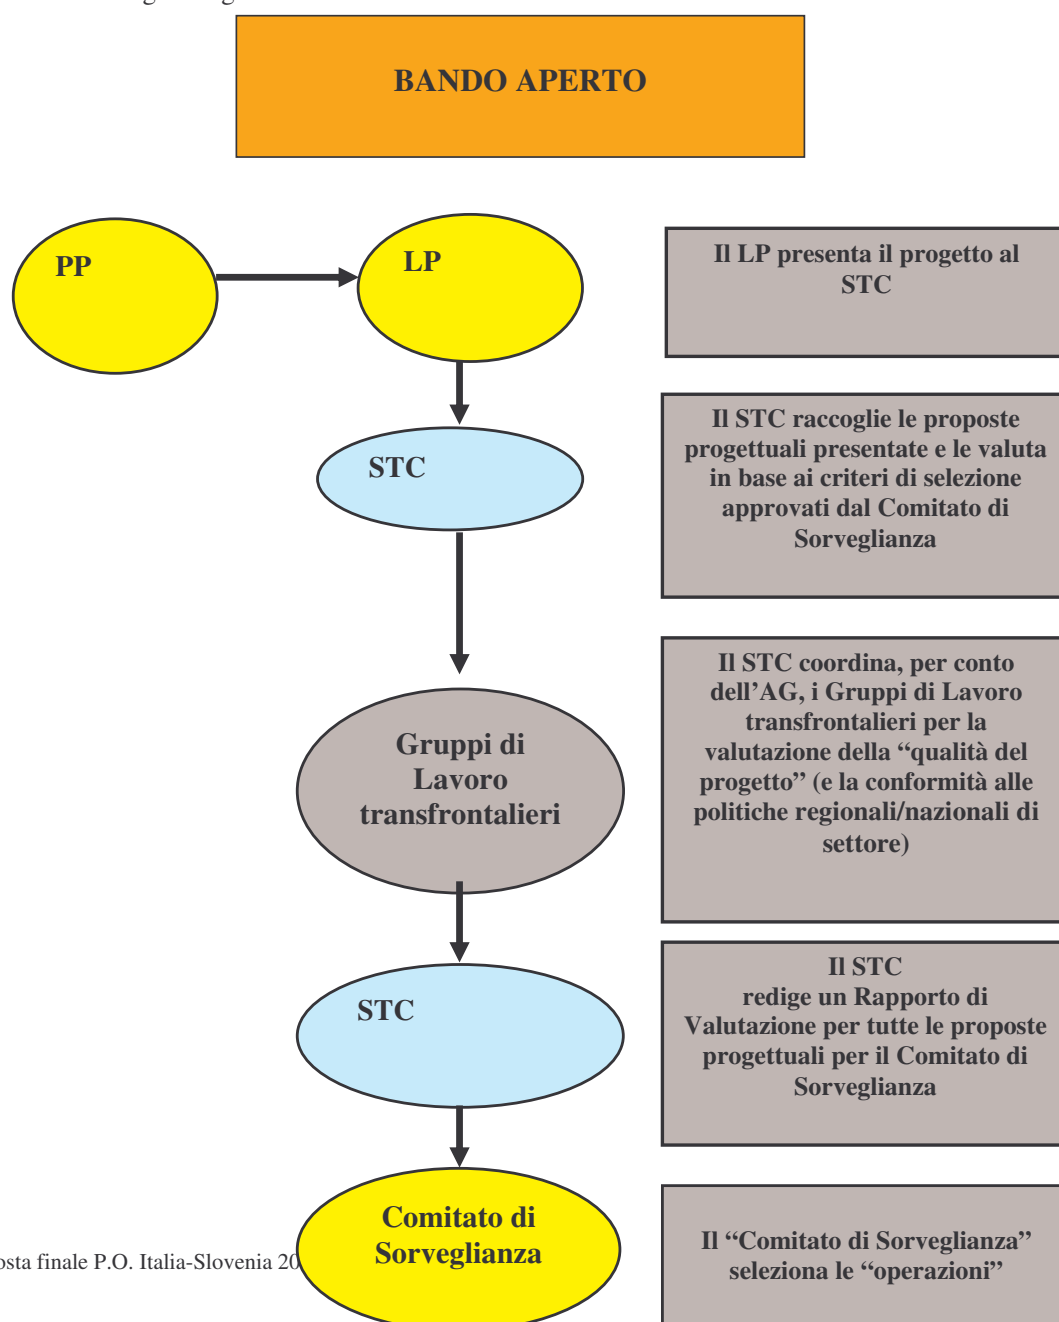 BANDO APERTO
PP
LP
Il LP presenta il progetto al
STC
STC
Il STC raccoglie le proposte
progettuali presentate e le valuta
in base ai criteri di selezione
approvati dal Comitato di
Sorveglianza
Gruppi di
Lavoro
transfrontalieri
Il STC coordina, per conto
dell’AG, i Gruppi di Lavoro
transfrontalieri per la
valutazione della “qualità del
progetto” (e la conformità alle
politiche regionali/nazionali di
settore)
STC
Il STC
redige un Rapporto di
Valutazione per tutte le proposte
progettuali per il Comitato di
Sorveglianza
Comitato di
Sorveglianza
Il “Comitato di Sorveglianza”
seleziona le “operazioni”
finale P.O. Italia-Slovenia